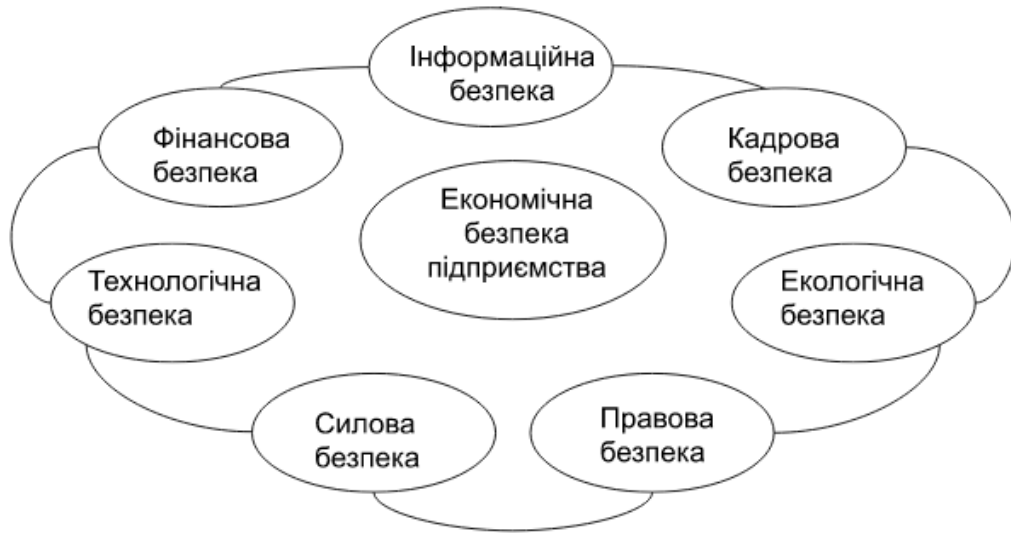 Інформаційна
безпека
Фінансова
безпека
Кадрова
безпека
Економічна
безпека
підприємства
Технологічна
безпека
Екологічна
безпека
Силова
безпека
Правова
безпека